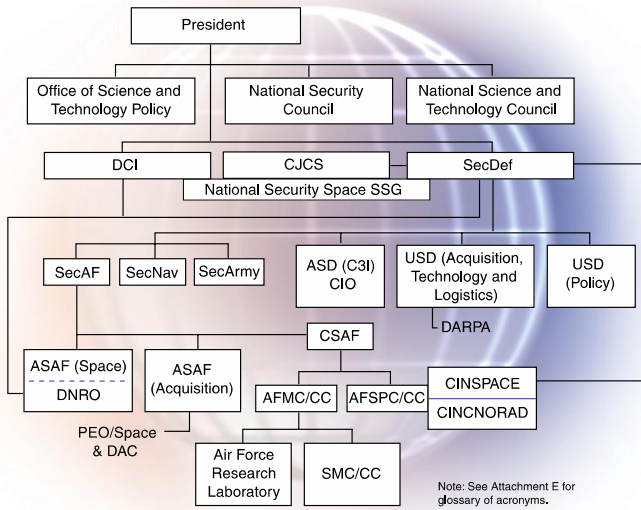 President
Office of Science and
Technology Policy
National Security
Council
National Science and
Technology Council
DCI
CJCS
SecDef
National Security Space SSG
SecAF
SecNav
SecArmy
ASD (C3I)
CIO
USD (Acquisition,
Technology and
Logistics)
USD
(Policy)
DARPA
CSAF
ASAF (Space)
DNRO
ASAF
(Acquisition)
AFMC/CC
AFSPC/CC
CINSPACE
CINCNORAD
PEO/Space
& DAC
Air Force
Research
Laboratory
SMC/CC
Note: See Attachment E for
glossary of acronyms.